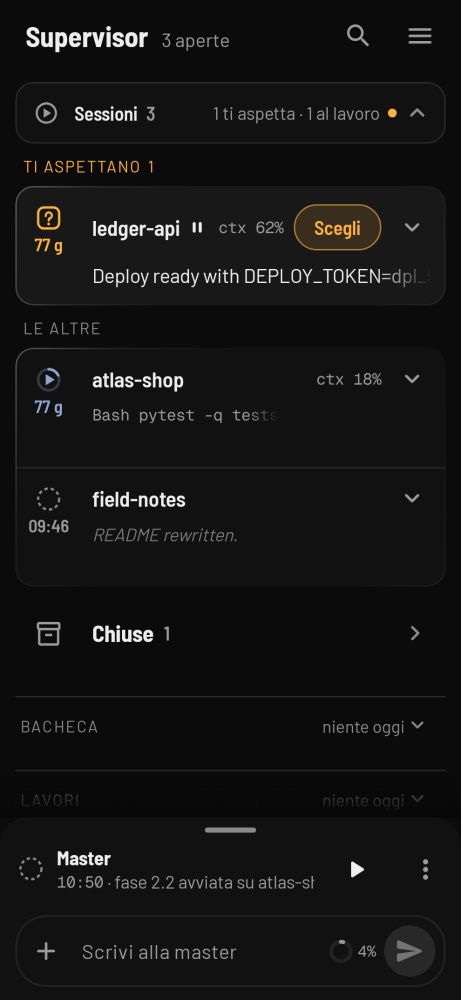 Supervisor 3 aperte
Sessioni 3 1 ti aspetta · 1 al lavoro
TI ASPETTANO 1
ledger-api ctx 62% Scegli
77 g
Deploy ready with DEPLOY_TOKEN=dpl_S
LE ALTRE
atlas-shop ctx 18%
77 g
Bash pytest -q tests
field-notes
09:46
README rewritten.
Chiuse 1
BACHECA niente oggi
LAVORI niente oggi
Master
10:50 · fase 2.2 avviata su atlas-sh
Scrivi alla master 4%